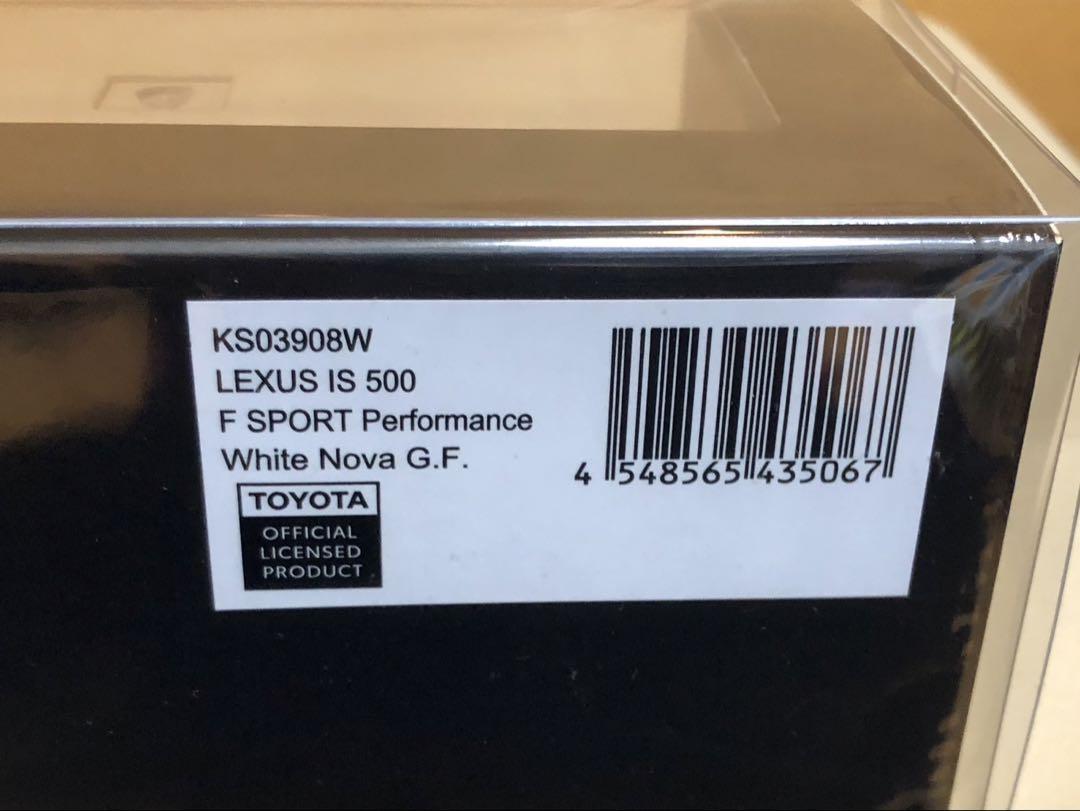 KS03908W
LEXUS IS 500
F SPORT Performance
White Nova G.F.
TOYOTA
OFFICIAL
LICENSED
PRODUCT
4 548565 435067